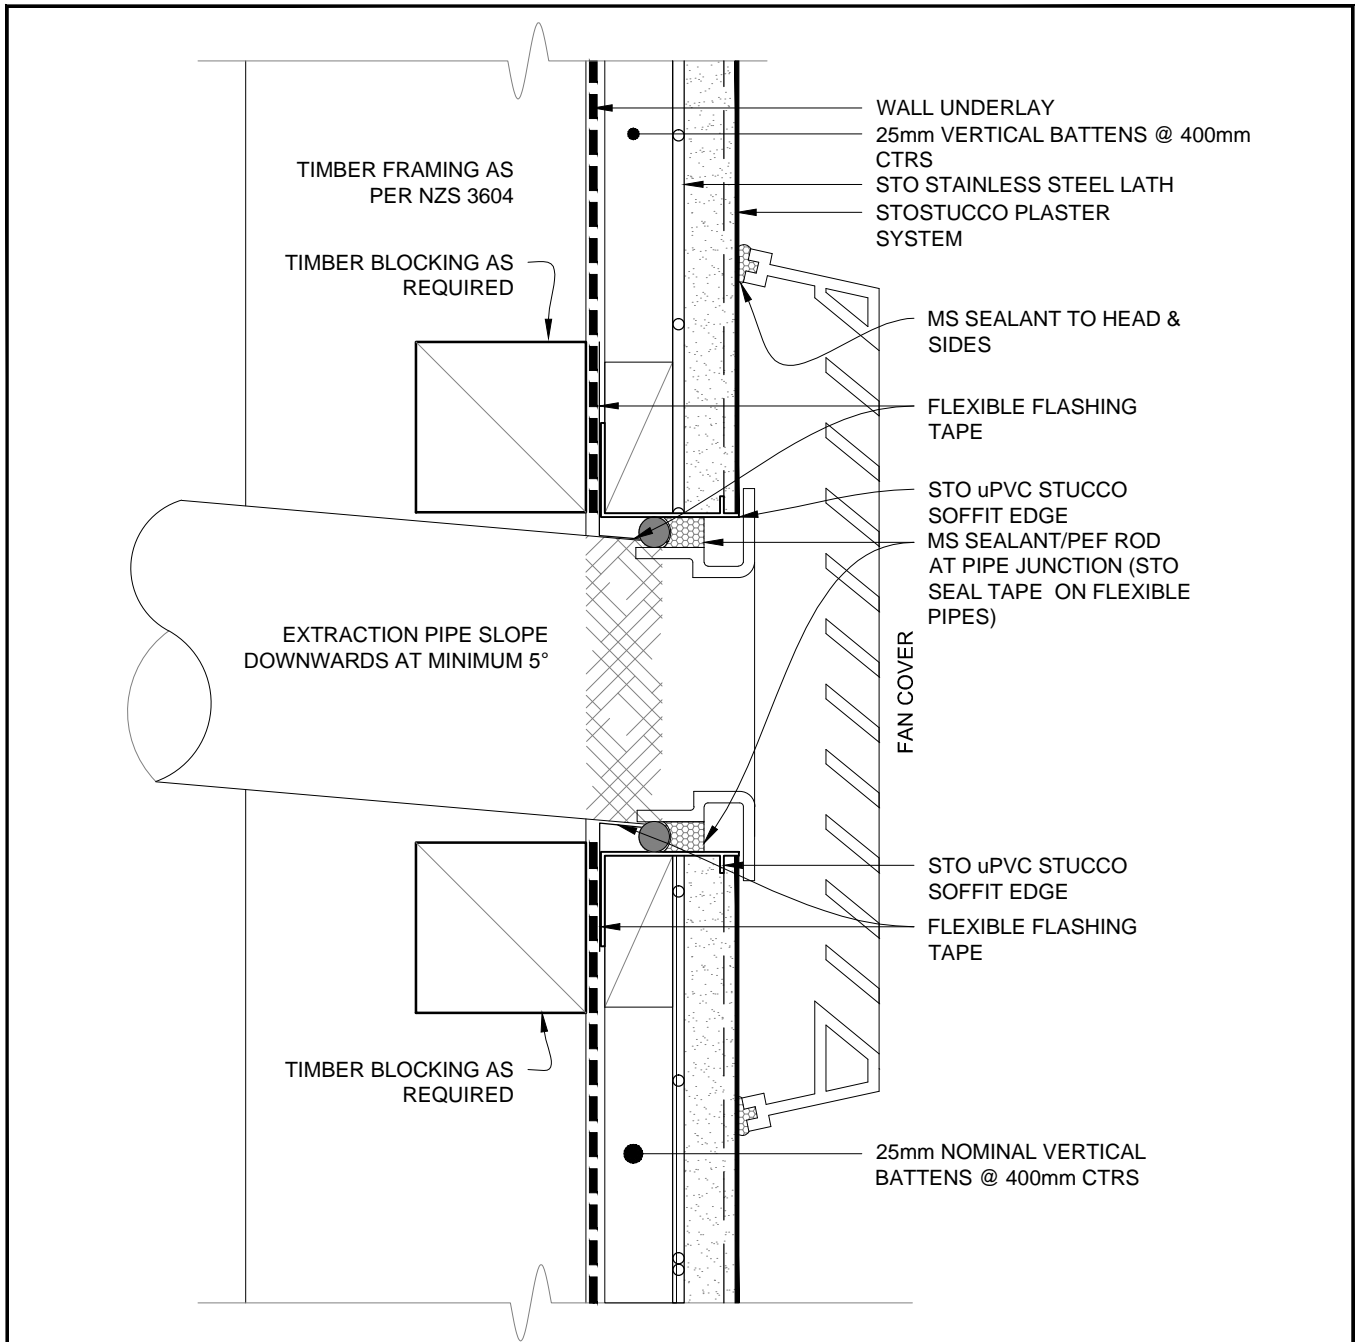 WALL UNDERLAY
25mm VERTICAL BATTENS @ 400mm
CTRS
STO STAINLESS STEEL LATH
STOSTUCCO PLASTER
SYSTEM
TIMBER FRAMING AS
PER NZS 3604
TIMBER BLOCKING AS
REQUIRED
MS SEALANT TO HEAD &
SIDES
FLEXIBLE FLASHING
TAPE
STO uPVC STUCCO
SOFFIT EDGE
MS SEALANT/PEF ROD
AT PIPE JUNCTION (STO
SEAL TAPE ON FLEXIBLE
PIPES)
EXTRACTION PIPE SLOPE
DOWNWARDS AT MINIMUM 5°
FAN COVER
STO uPVC STUCCO
SOFFIT EDGE
FLEXIBLE FLASHING
TAPE
TIMBER BLOCKING AS
REQUIRED
25mm NOMINAL VERTICAL
BATTENS @ 400mm CTRS